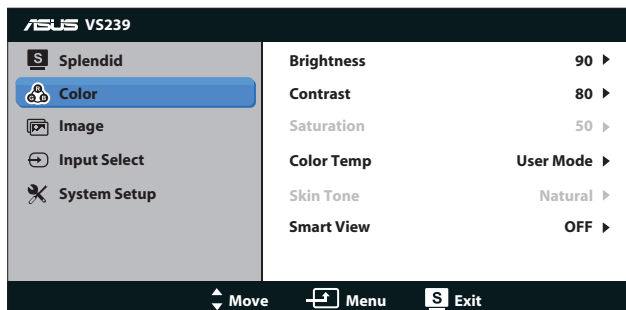 ASUS VS239
S Splendid
Color
Image
Input Select
System Setup
Brightness 90
Contrast 80
Saturation 50
Color Temp User Mode
Skin Tone Natural
Smart View OFF
Move Menu S Exit